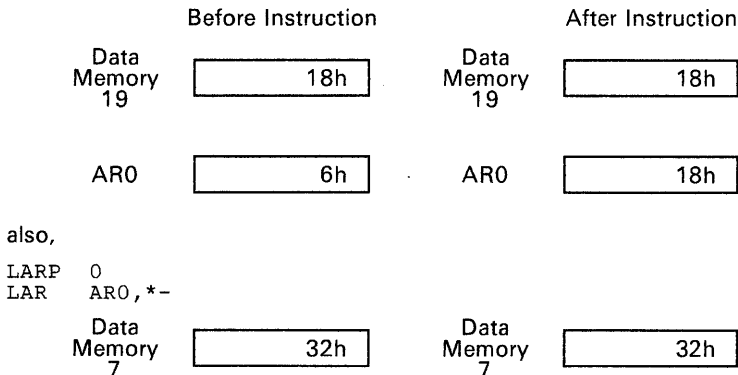 Before Instruction After Instruction
Data Memory 19 18h Data Memory 19 18h
AR0 6h AR0 18h
also,
LARP 0
LAR AR0,*-
Data Memory 7 32h Data Memory 7 32h